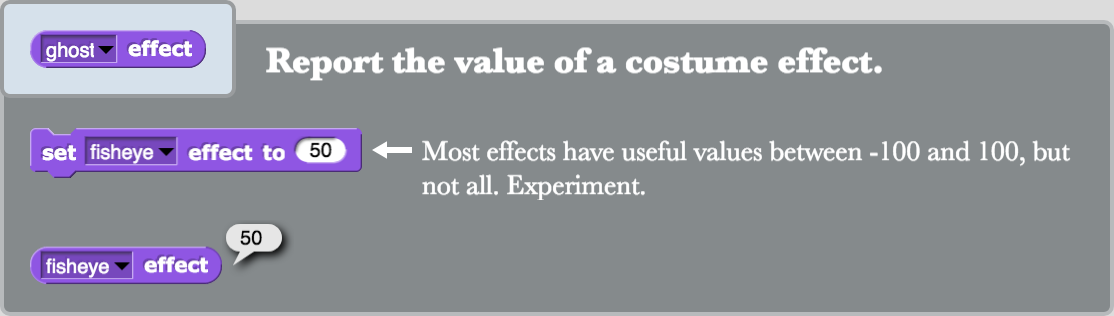 ghost effect
Report the value of a costume effect.
set fisheye effect to 50
Most effects have useful values between -100 and 100, but
not all. Experiment.
50
fisheye effect